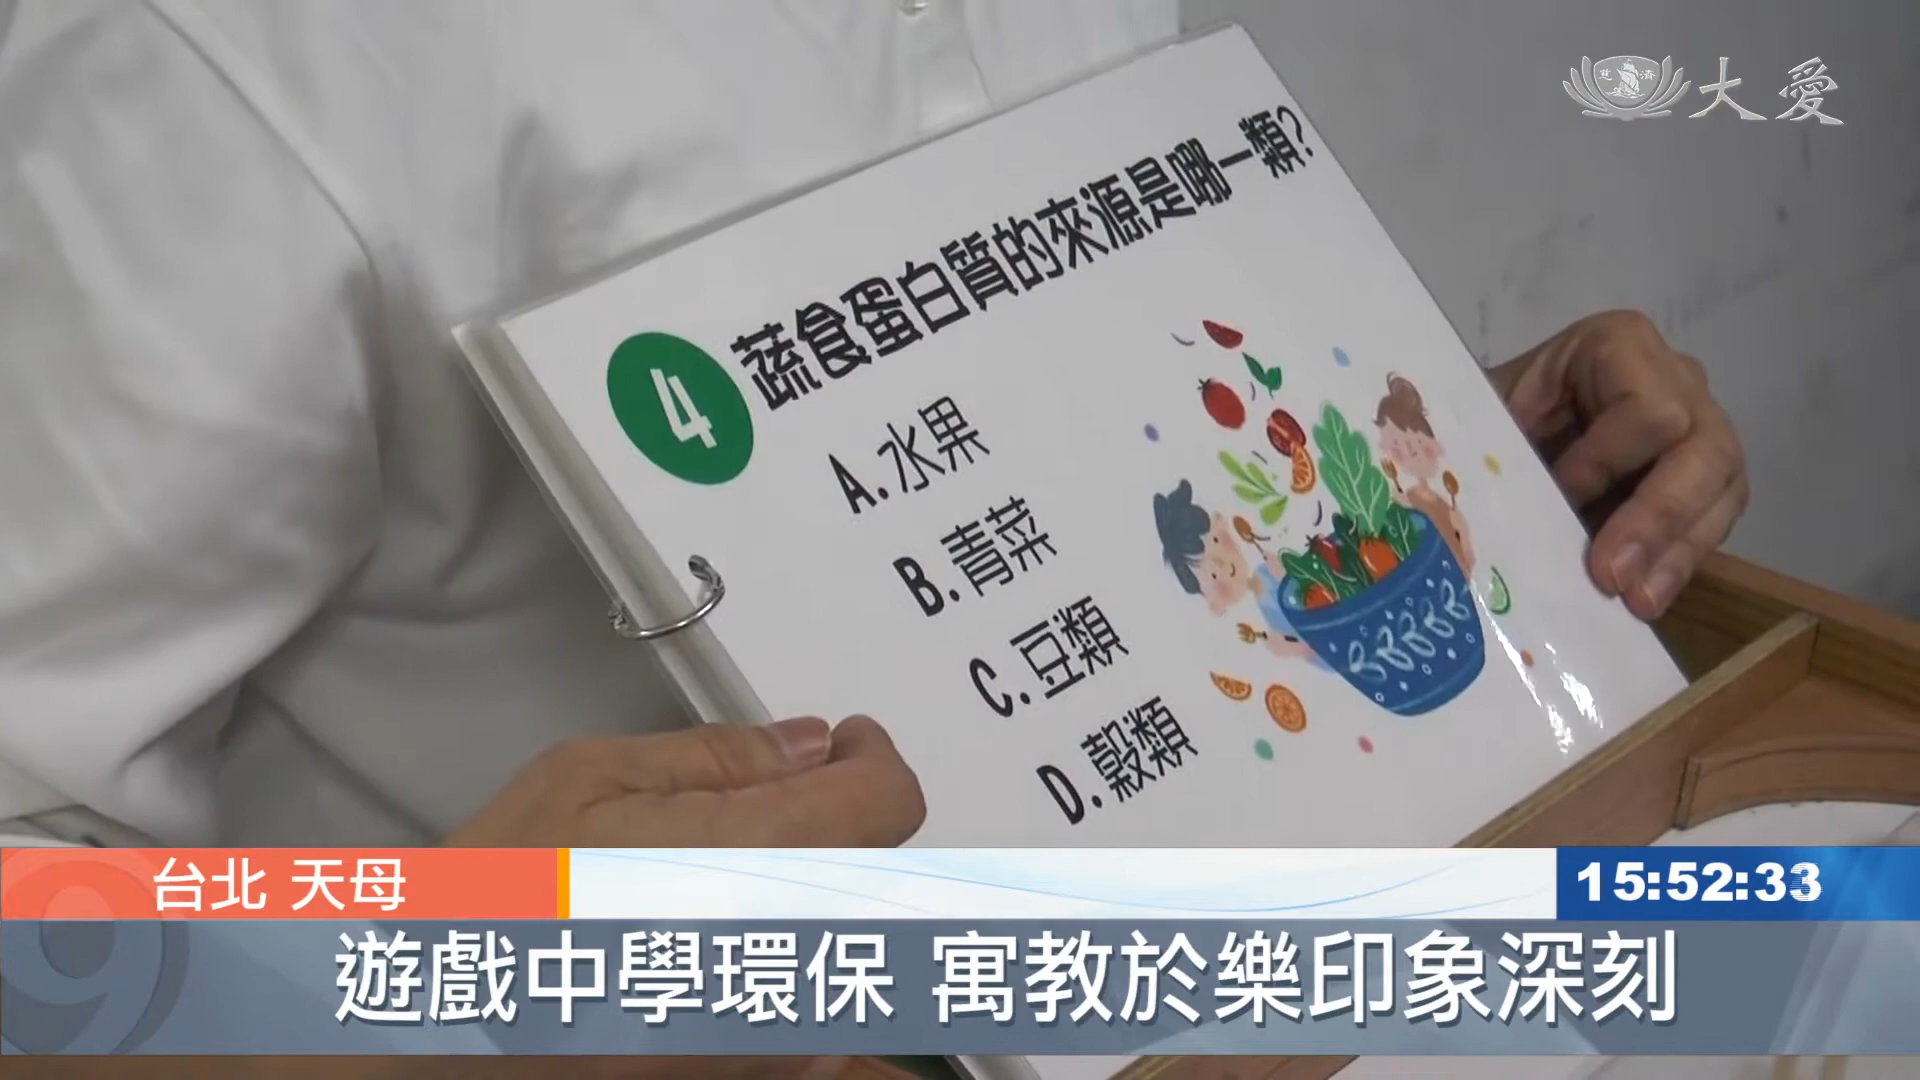 慈濟
大愛
4
蔬食蛋白質的來源是哪一類?
A.水果
B.青菜
C.豆類
D.穀類
台北 天母
15:52:33
遊戲中學環保 寓教於樂印象深刻